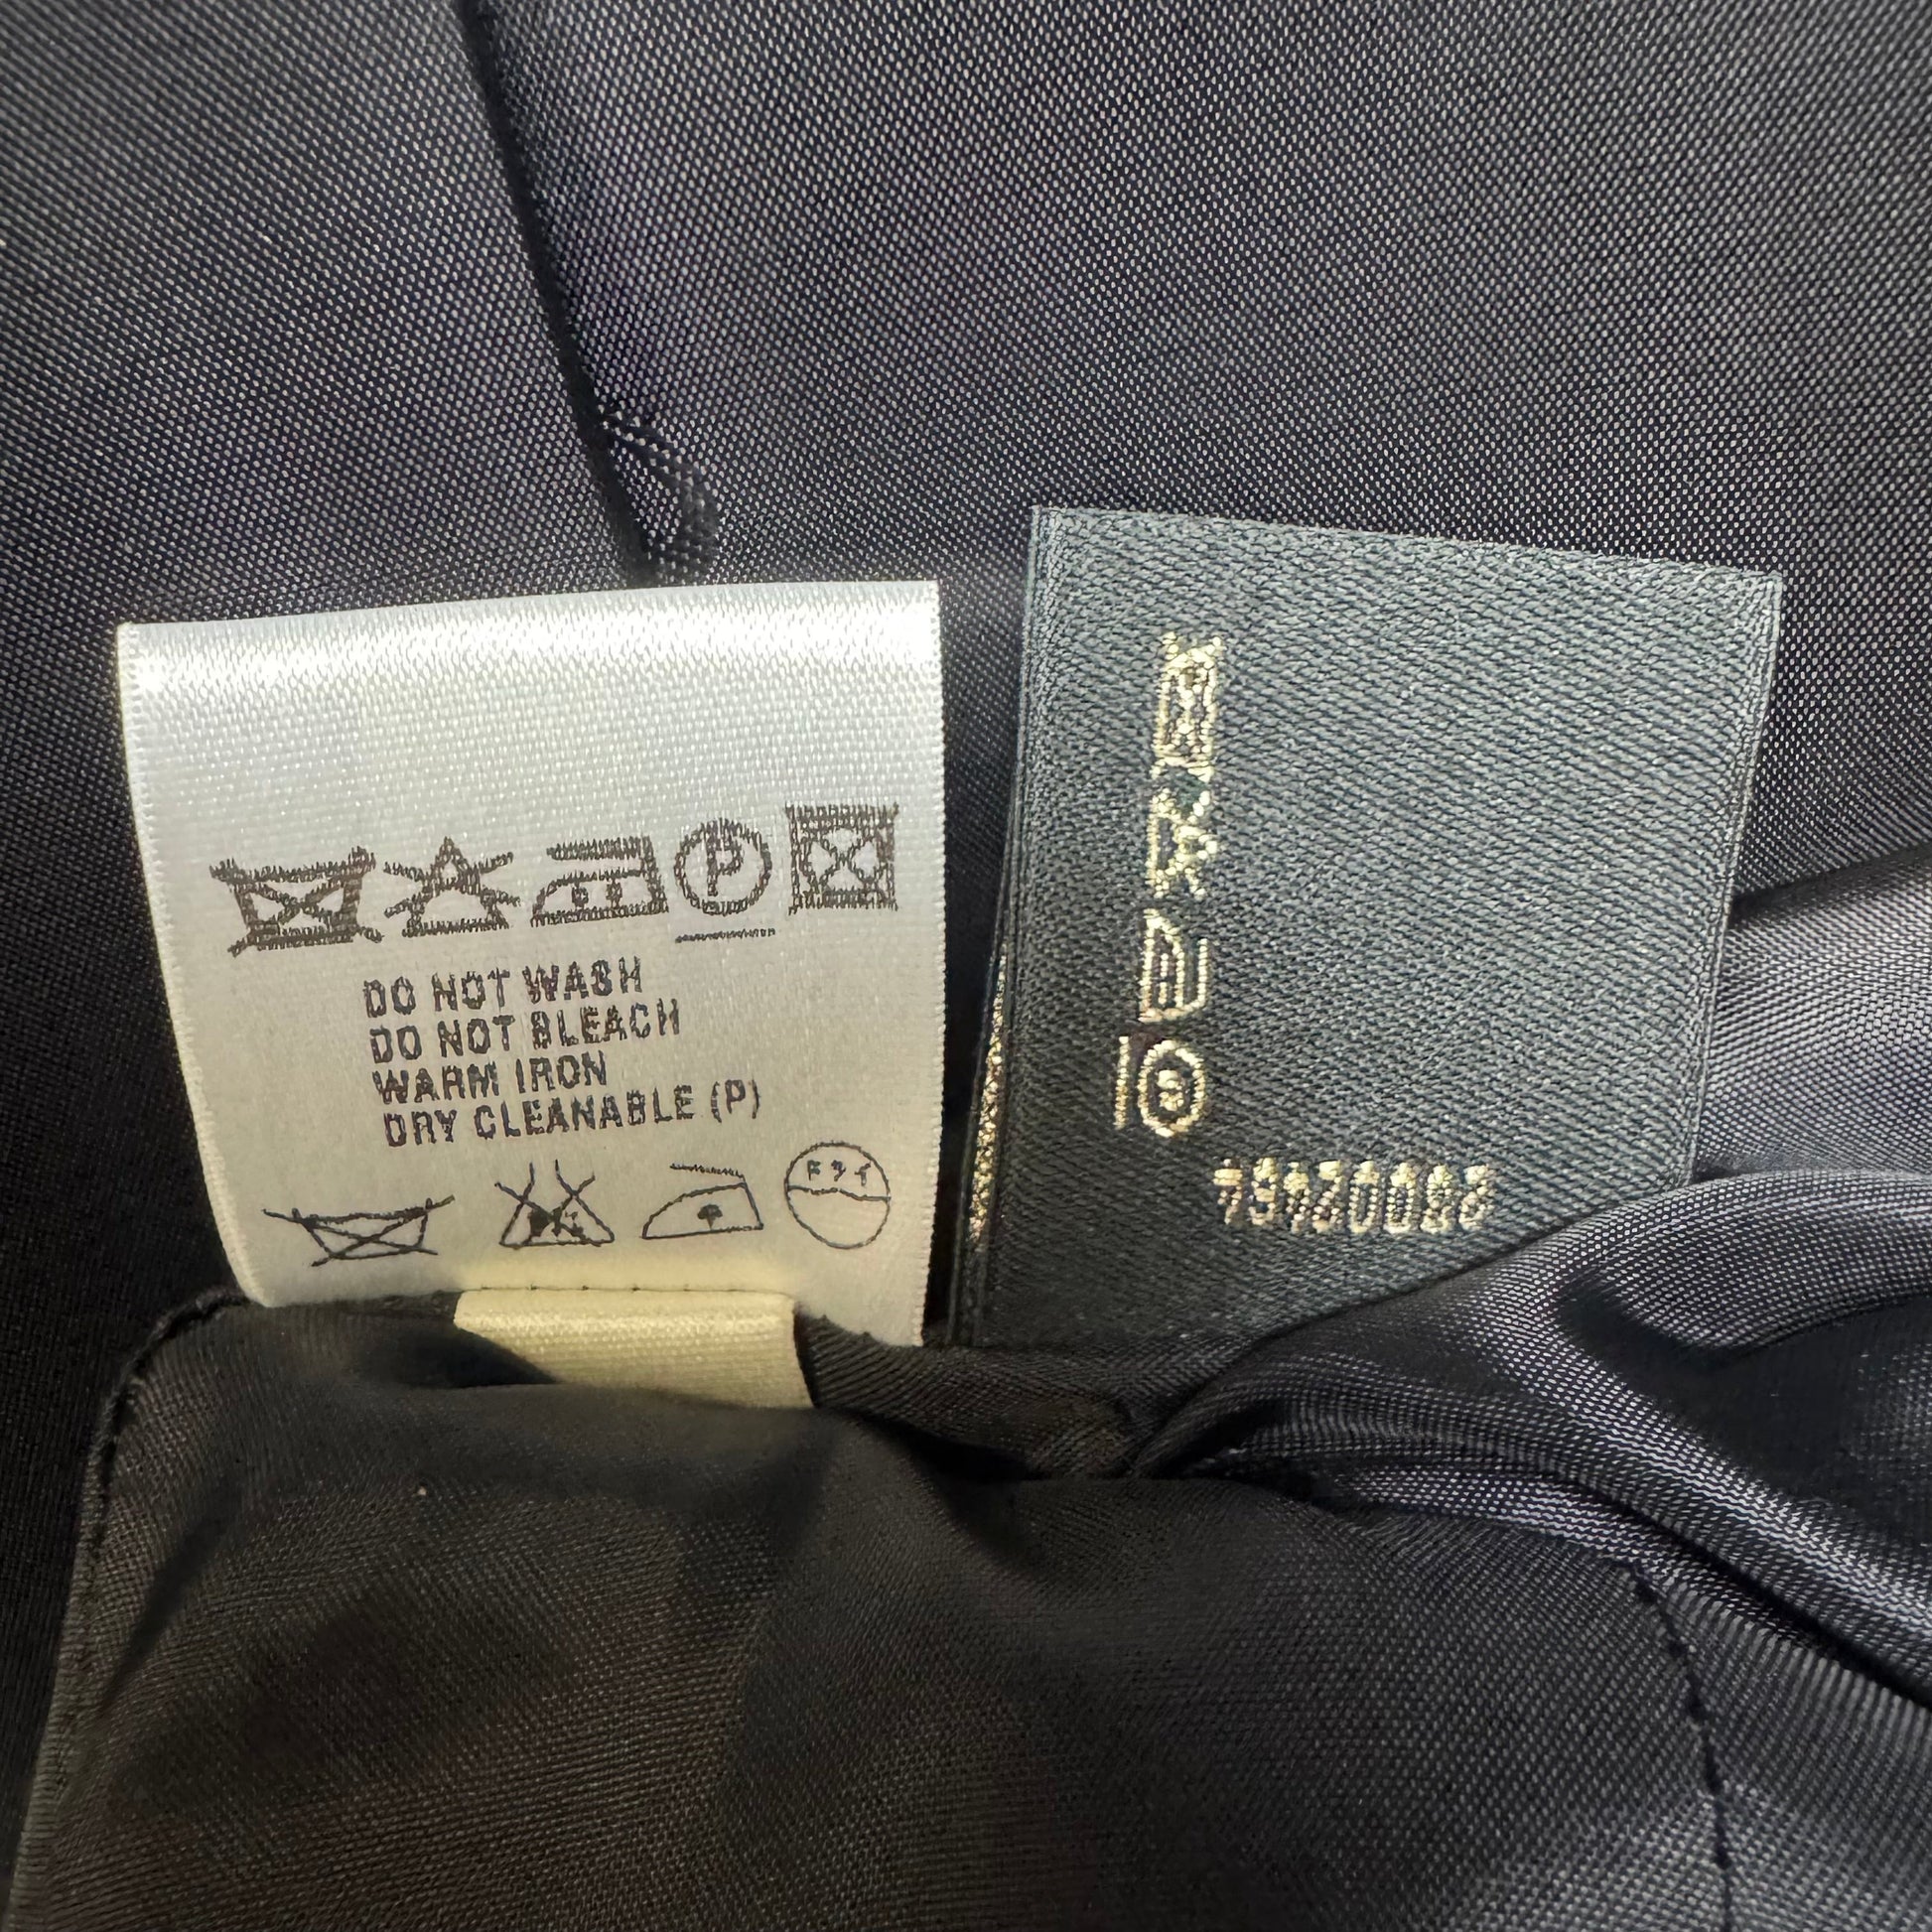 P
DO NOT WASH
DO NOT BLEACH
WARM IRON
DRY CLEANABLE (P)
ドライ